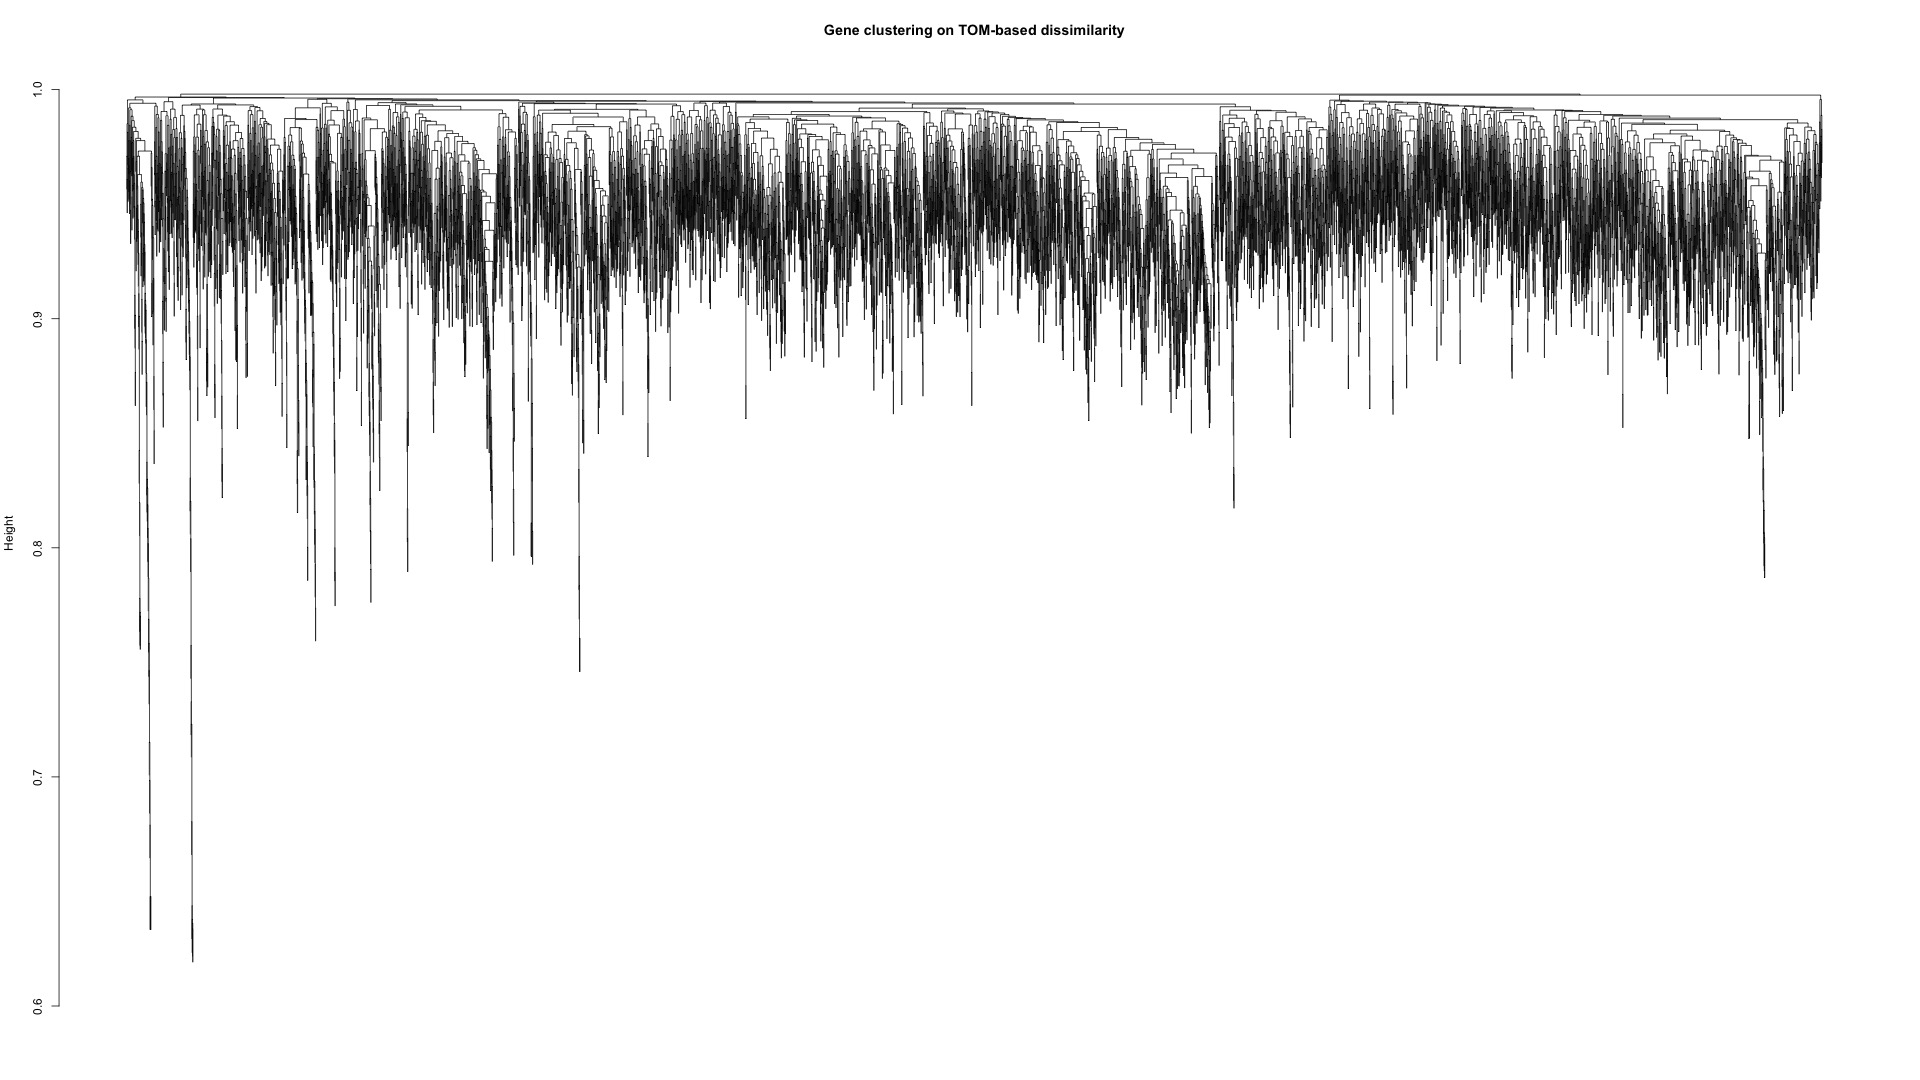 Gene clustering on TOM-based dissimilarity
1.0
0.9
0.8
Height
0.7
0.6